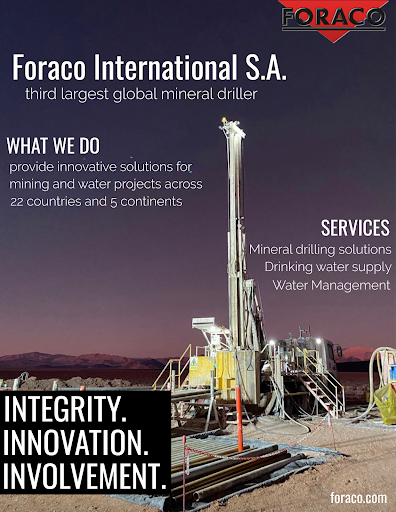 FORACO
Foraco International S.A.
third largest global mineral driller
WHAT WE DO
provide innovative solutions for
mining and water projects across
22 countries and 5 continents
SERVICES
Mineral drilling solutions
Drinking water supply
Water Management
INTEGRITY.
INNOVATION.
INVOLVEMENT.
foraco.com